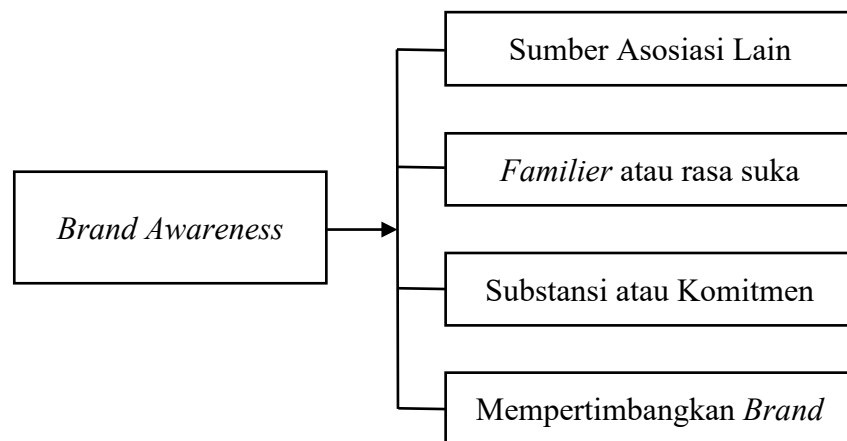 Sumber Asosiasi Lain
Familier atau rasa suka
Brand Awareness
Substansi atau Komitmen
Mempertimbangkan Brand